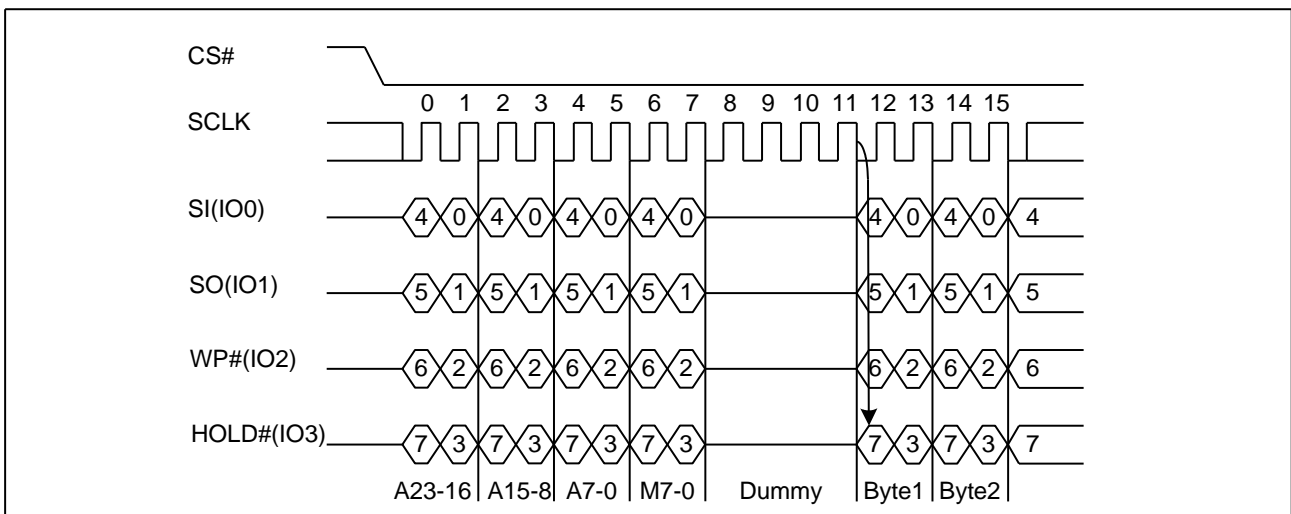 CS#
0 1 2 3 4 5 6 7 8 9 10 11 12 13 14 15
SCLK
SI(IO0) 4 0 4 0 4 0 4 0 4 0 4 0 4
SO(IO1) 5 1 5 1 5 1 5 1 5 1 5 1 5
WP#(IO2) 6 2 6 2 6 2 6 2 6 2 6 2 6
HOLD#(IO3) 7 3 7 3 7 3 7 3 7 3 7 3 7
A23-16 A15-8 A7-0 M7-0 Dummy Byte1 Byte2